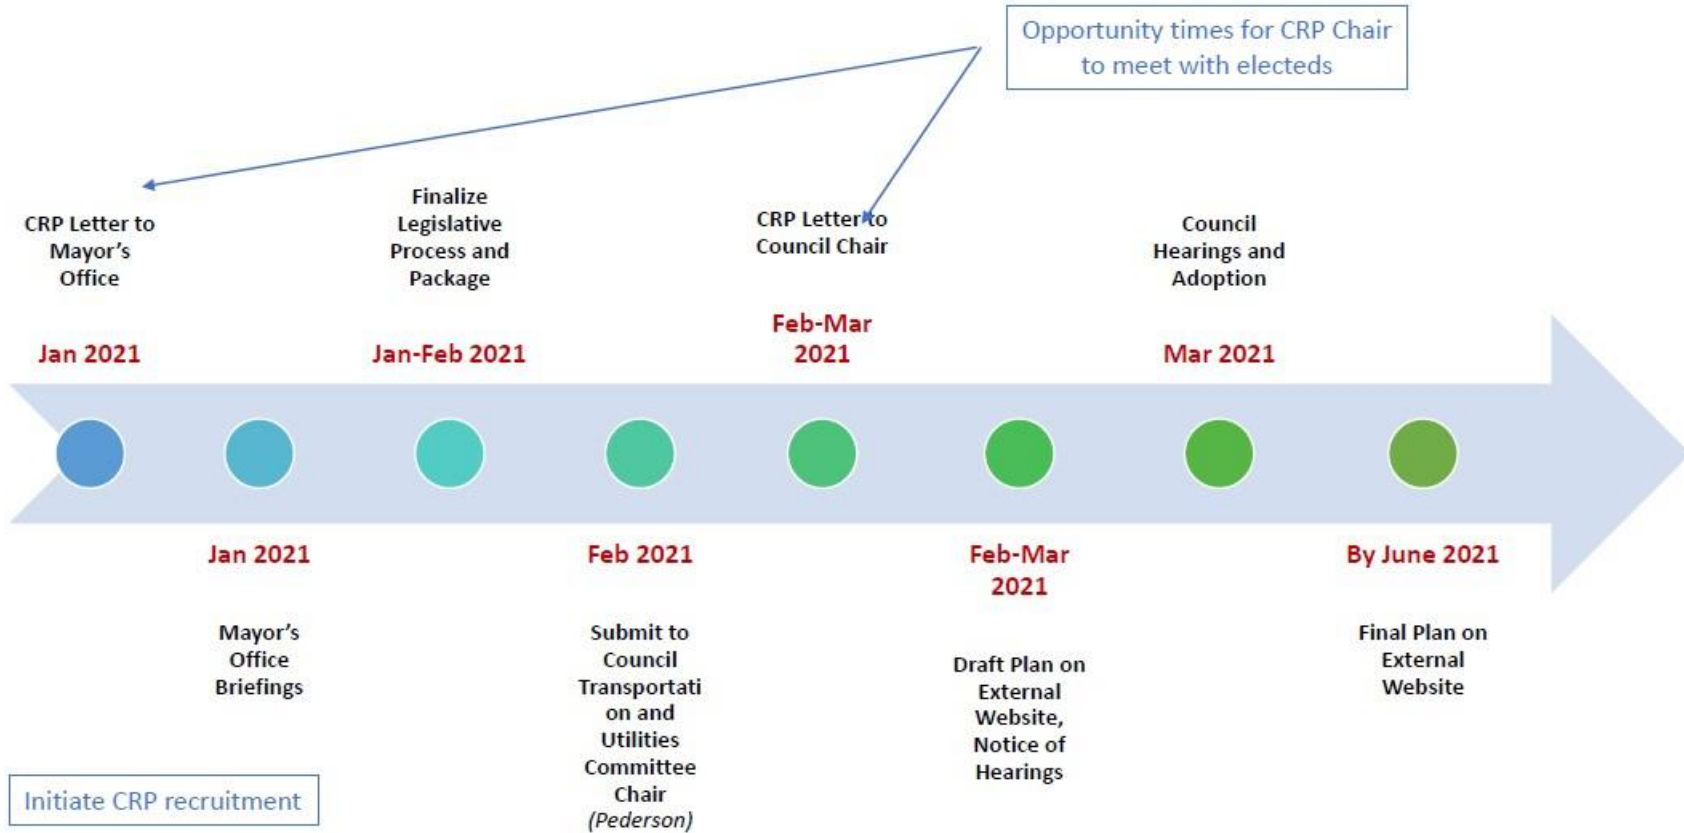 Opportunity times for CRP Chair
to meet with electeds
CRP Letter to
Mayor's
Office
Jan 2021
Finalize
Legislative
Process and
Package
Jan-Feb 2021
CRP Letter to
Council Chair
Feb-Mar
2021
Council
Hearings and
Adoption
Mar 2021
Jan 2021
Mayor's
Office
Briefings
Feb 2021
Submit to
Council
Transportati
on and
Utilities
Committee
Chair
(Pederson)
Feb-Mar
2021
Draft Plan on
External
Website,
Notice of
Hearings
By June 2021
Final Plan on
External
Website
Initiate CRP recruitment